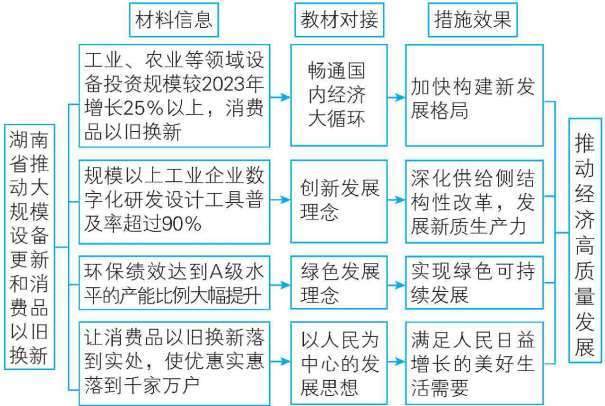 材料信息
教材对接
措施效果
湖南
省推
动大
规模
设备
更新
和消
费品
以旧
换新
工业、农业等领域设
备投资规模较2023年
增长25%以上，消费
品以旧换新
畅通国
内经济
大循环
加快构建新发
展格局
规模以上工业企业数
字化研发设计工具普
及率超过90%
创新发展
理念
深化供给侧结
构性改革，发
展新质生产力
环保绩效达到A级水
平的产能比例大幅提升
绿色发展
理念
实现绿色可持
续发展
让消费品以旧换新落
到实处，使优惠实惠
落到千家万户
以人民为
中心的发
展思想
满足人民日益
增长的美好生
活需要
推动经济高质量发展